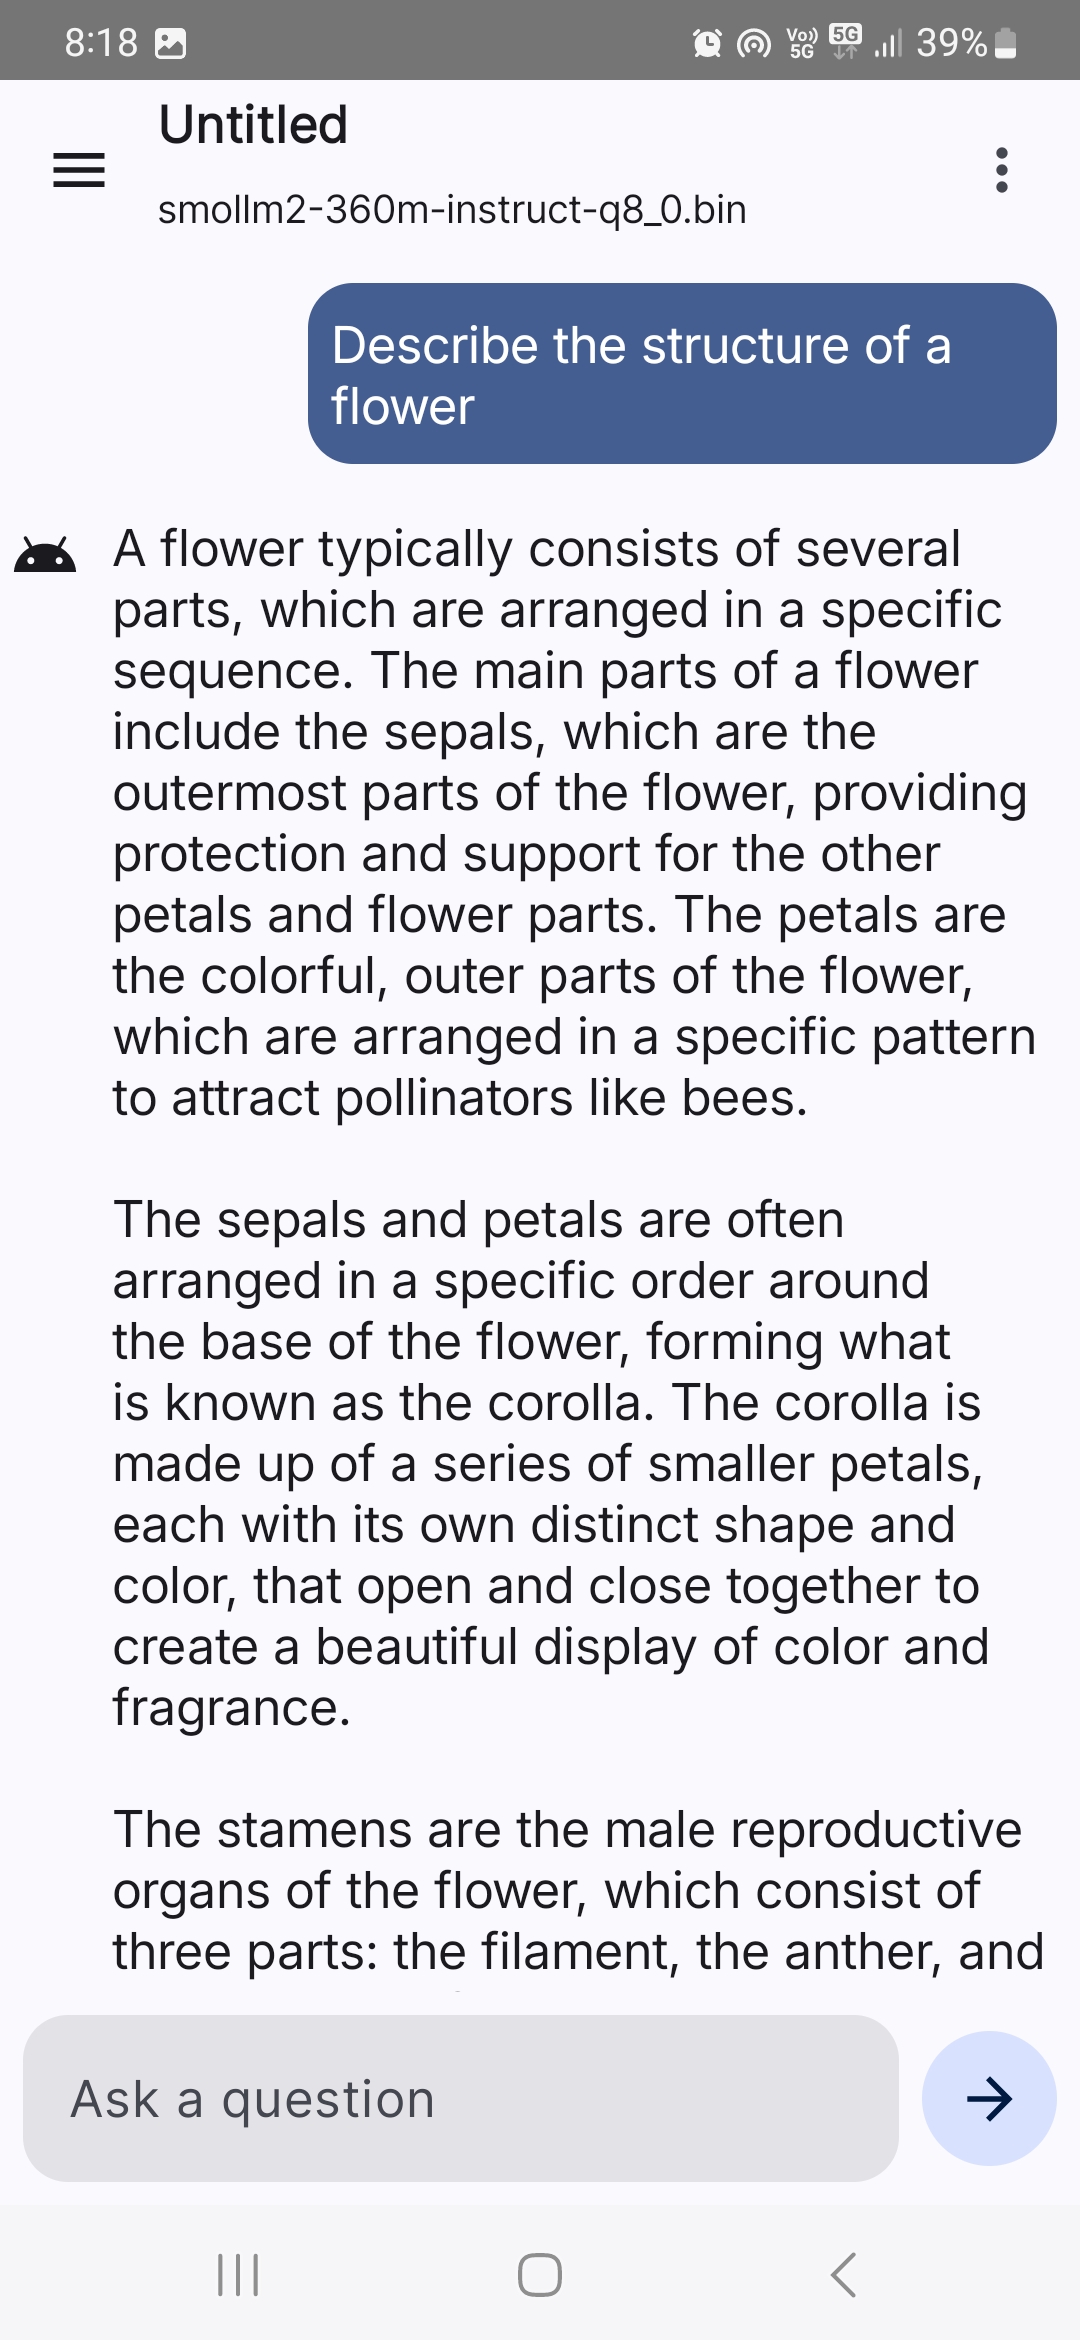 8:18
Vo)) 5G
5G
39%
Untitled
smollm2-360m-instruct-q8_0.bin
Describe the structure of a
flower
A flower typically consists of several
parts, which are arranged in a specific
sequence. The main parts of a flower
include the sepals, which are the
outermost parts of the flower, providing
protection and support for the other
petals and flower parts. The petals are
the colorful, outer parts of the flower,
which are arranged in a specific pattern
to attract pollinators like bees.
The sepals and petals are often
arranged in a specific order around
the base of the flower, forming what
is known as the corolla. The corolla is
made up of a series of smaller petals,
each with its own distinct shape and
color, that open and close together to
create a beautiful display of color and
fragrance.
The stamens are the male reproductive
organs of the flower, which consist of
three parts: the filament, the anther, and
Ask a question